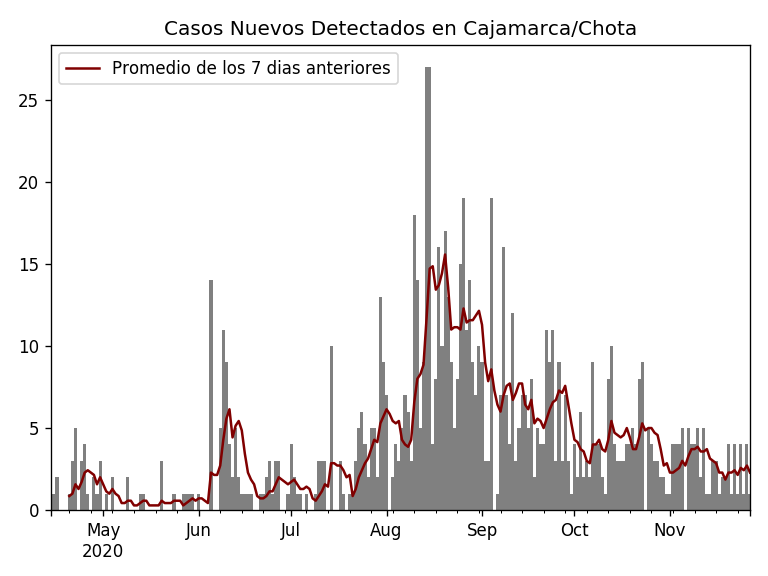 Casos Nuevos Detectados en Cajamarca/Chota
Promedio de los 7 dias anteriores
25
20
15
10
5
0
May Jun Jul Aug Sep Oct Nov
2020